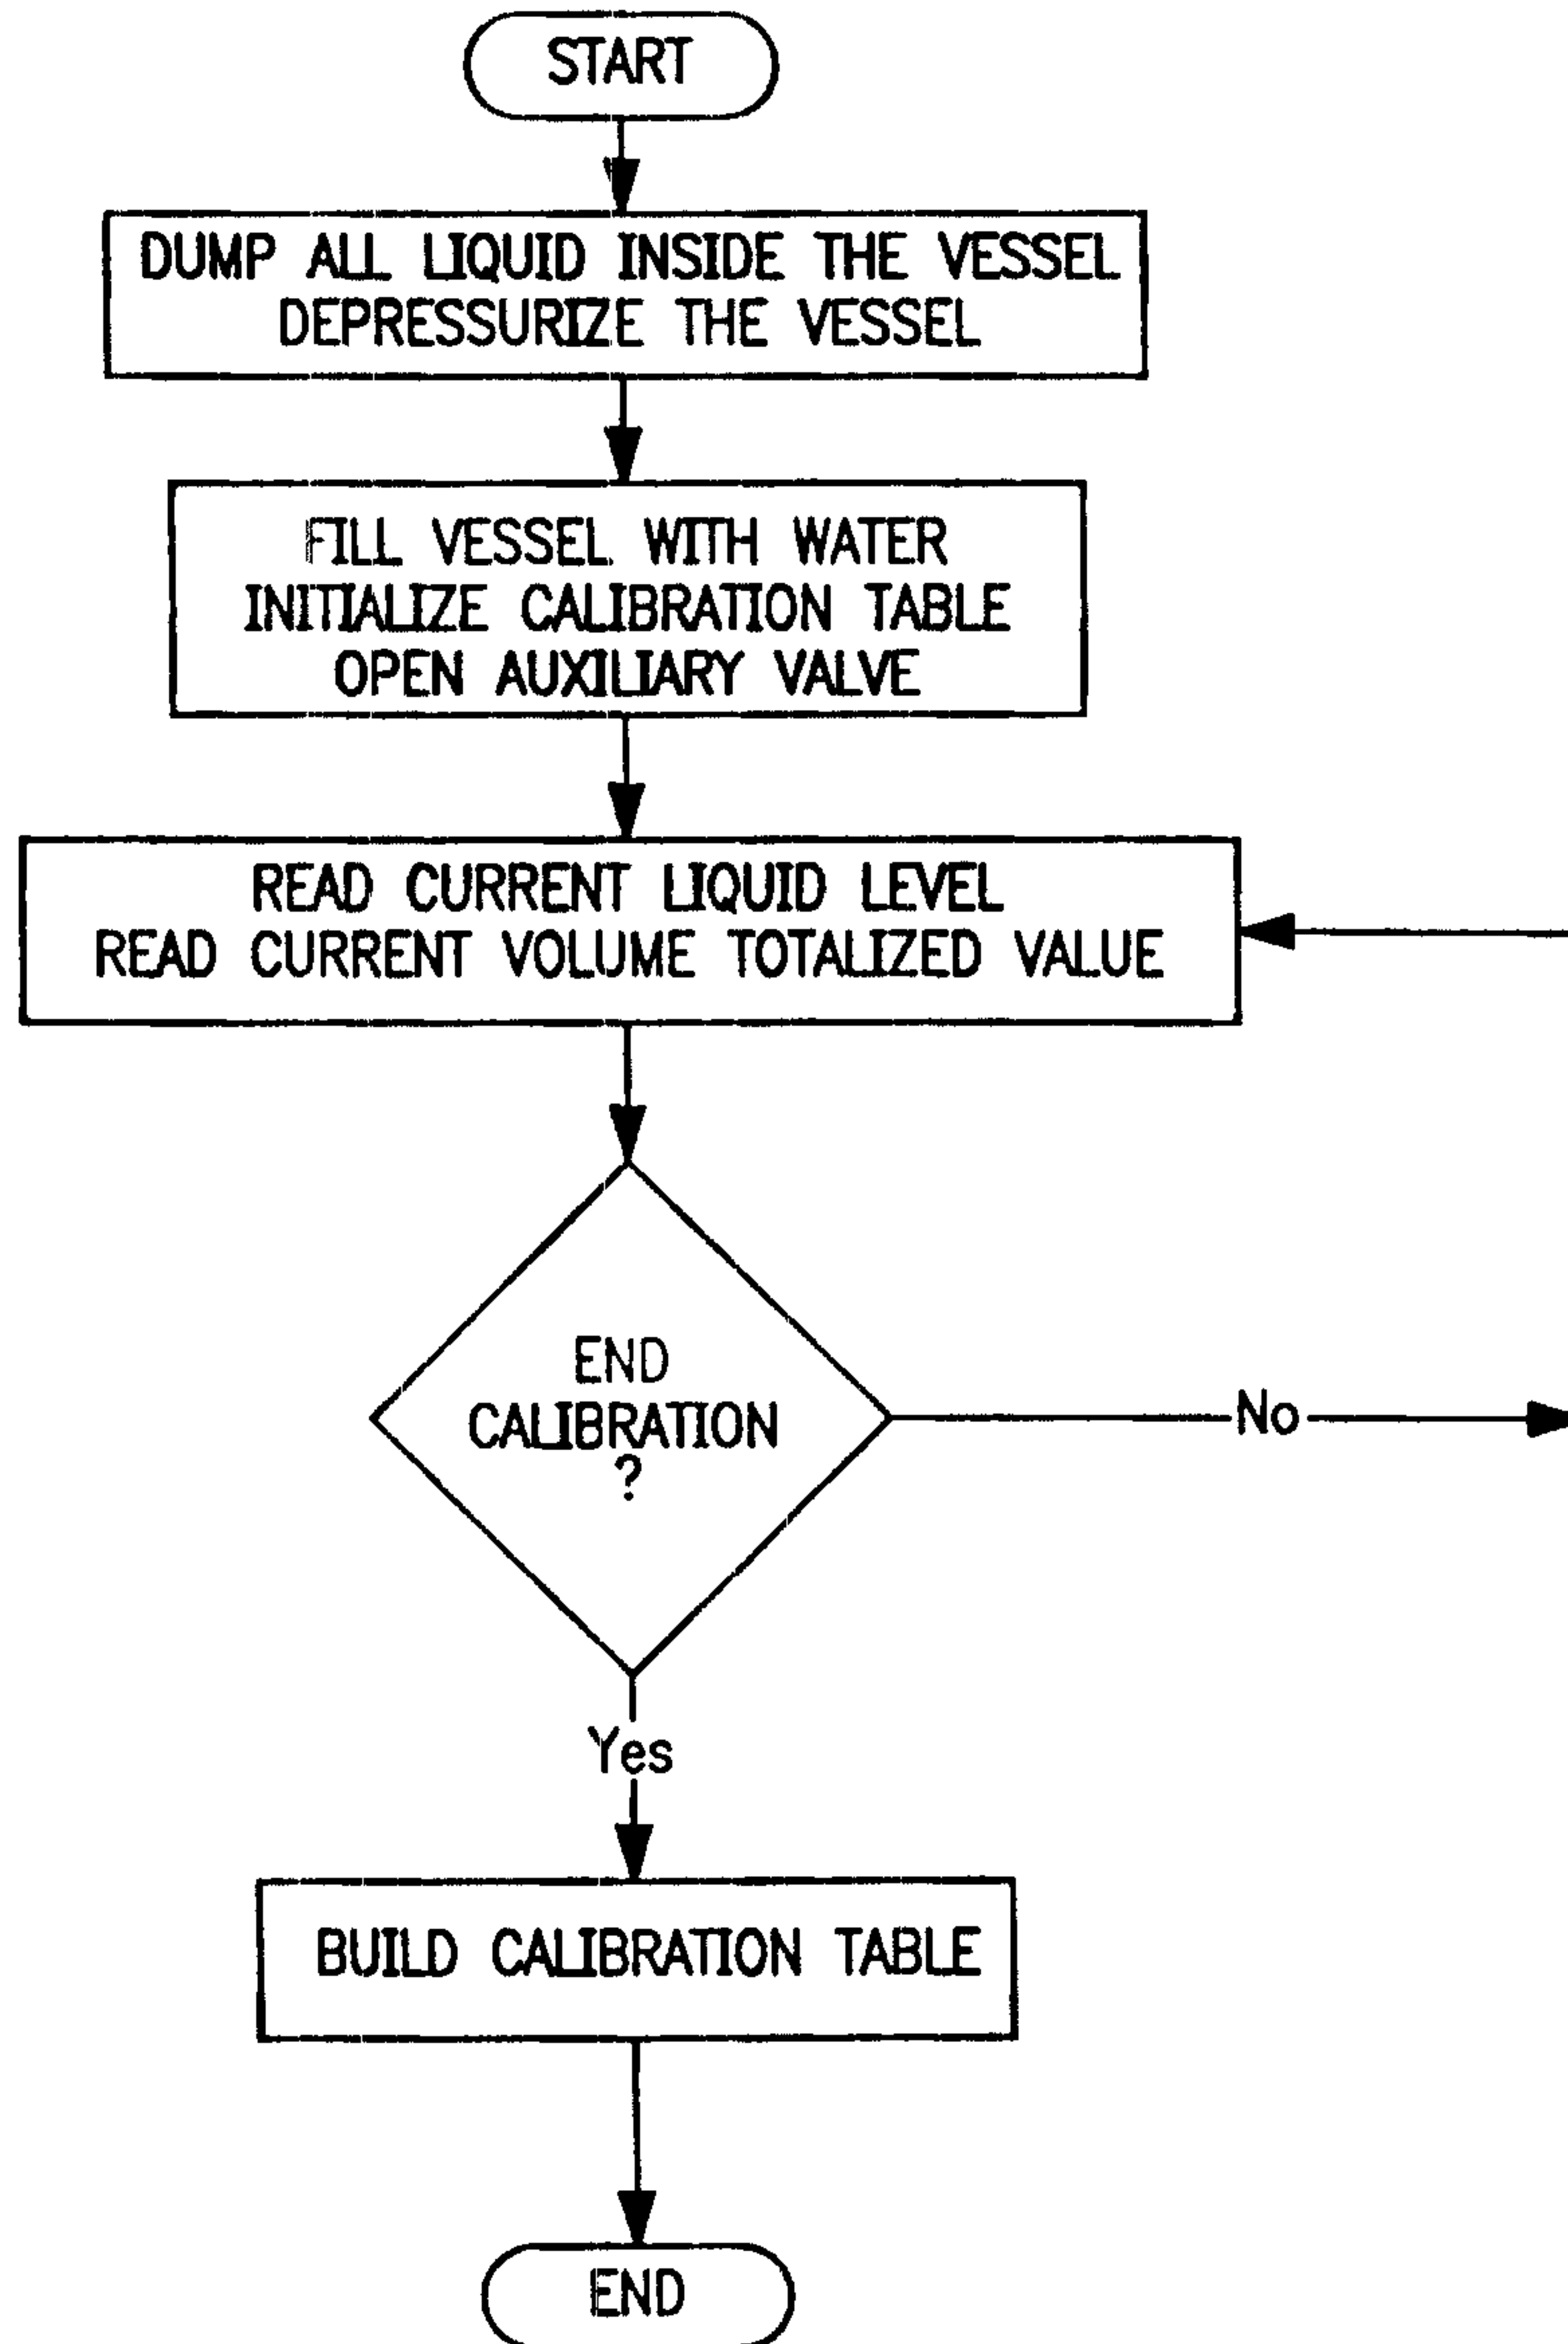 START
DUMP ALL LIQUID INSIDE THE VESSEL
DEPRESSURIZE THE VESSEL
FILL VESSEL WITH WATER
INITIALIZE CALIBRATION TABLE
OPEN AUXILIARY VALVE
READ CURRENT LIQUID LEVEL
READ CURRENT VOLUME TOTALIZED VALUE
END
CALIBRATION
?
No
Yes
BUILD CALIBRATION TABLE
END